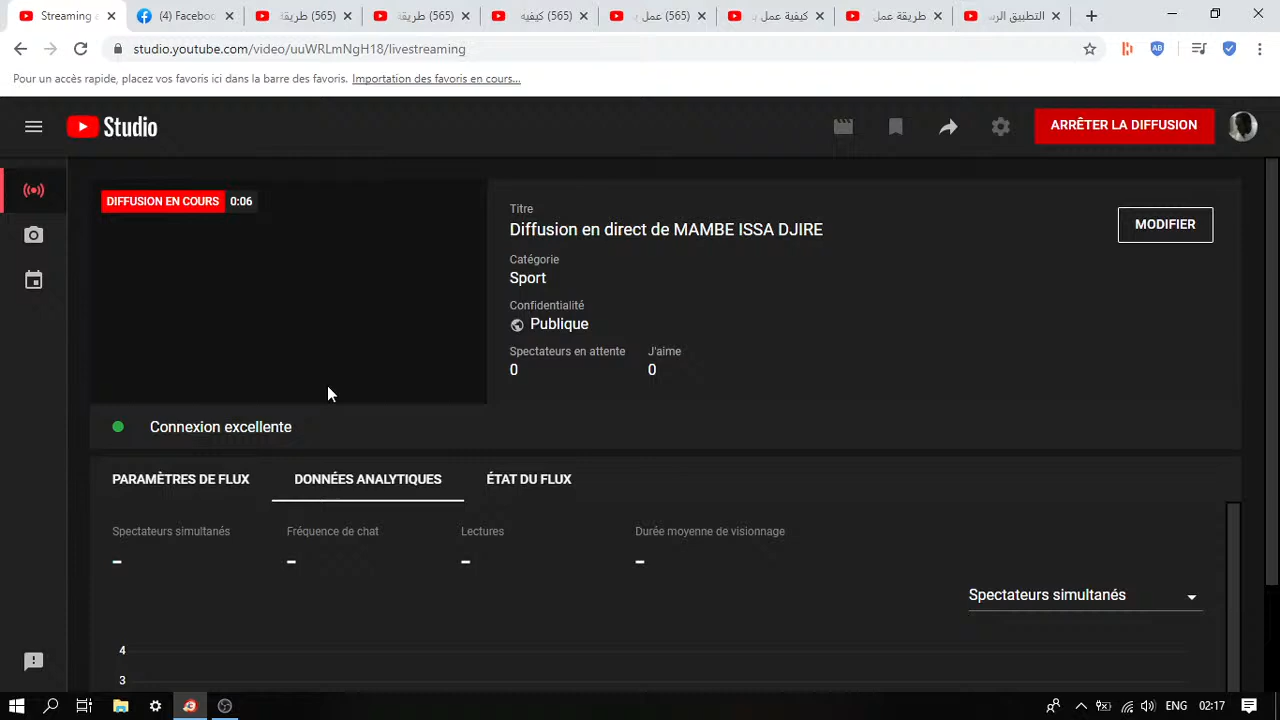 Streaming a
(4) Faceboo
(565) طريقة
(565) طريقة
(565) كيفيه
(565) عمل ب
كيفية عمل ب
طريقة عمل
التطبيق الرس
studio.youtube.com/video/uuWRLmNgH18/livestreaming
Pour un accès rapide, placez vos favoris ici dans la barre des favoris. Importation des favoris en cours...
Studio
ARRÊTER LA DIFFUSION
DIFFUSION EN COURS 0:06
Titre
Diffusion en direct de MAMBE ISSA DJIRE
MODIFIER
Catégorie
Sport
Confidentialité
Publique
Spectateurs en attente J'aime
0 0
Connexion excellente
PARAMÈTRES DE FLUX DONNÉES ANALYTIQUES ÉTAT DU FLUX
Spectateurs simultanés Fréquence de chat Lectures Durée moyenne de visionnage
– – – –
Spectateurs simultanés
4
3
ENG 02:17